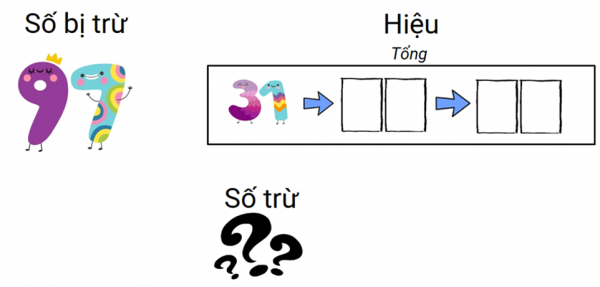 Số bị trừ
Hiệu
Tổng
97
31
Số trừ
???